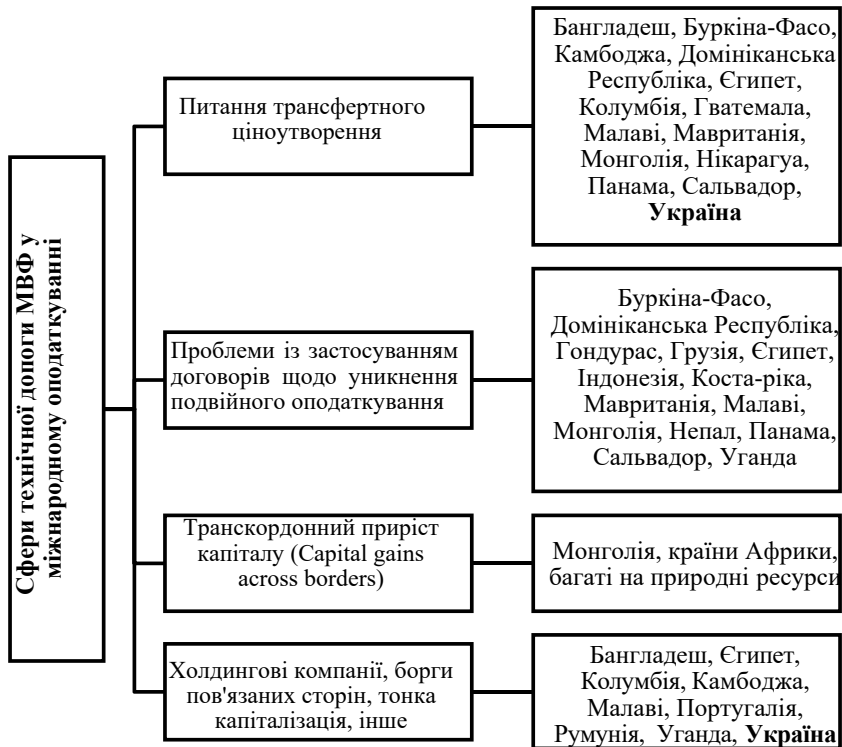 Сфери технічної допоги МВФ у
міжнародному оподаткуванні
Питання трансфертного
ціноутворення
Бангладеш, Буркіна-Фасо,
Камбоджа, Домініканська
Республіка, Єгипет,
Колумбія, Гватемала,
Малаві, Мавританія,
Монголія, Нікарагуа,
Панама, Сальвадор,
Україна
Проблеми із застосуванням
договорів щодо уникнення
подвійного оподаткування
Буркіна-Фасо,
Домініканська Республіка,
Гондурас, Грузія, Єгипет,
Індонезія, Коста-ріка,
Мавританія, Малаві,
Монголія, Непал, Панама,
Сальвадор, Уганда
Транскордонний приріст
капіталу (Capital gains
across borders)
Монголія, країни Африки,
багаті на природні ресурси
Холдингові компанії, борги
пов'язаних сторін, тонка
капіталізація, інше
Бангладеш, Єгипет,
Колумбія, Камбоджа,
Малаві, Португалія,
Румунія, Уганда, Україна